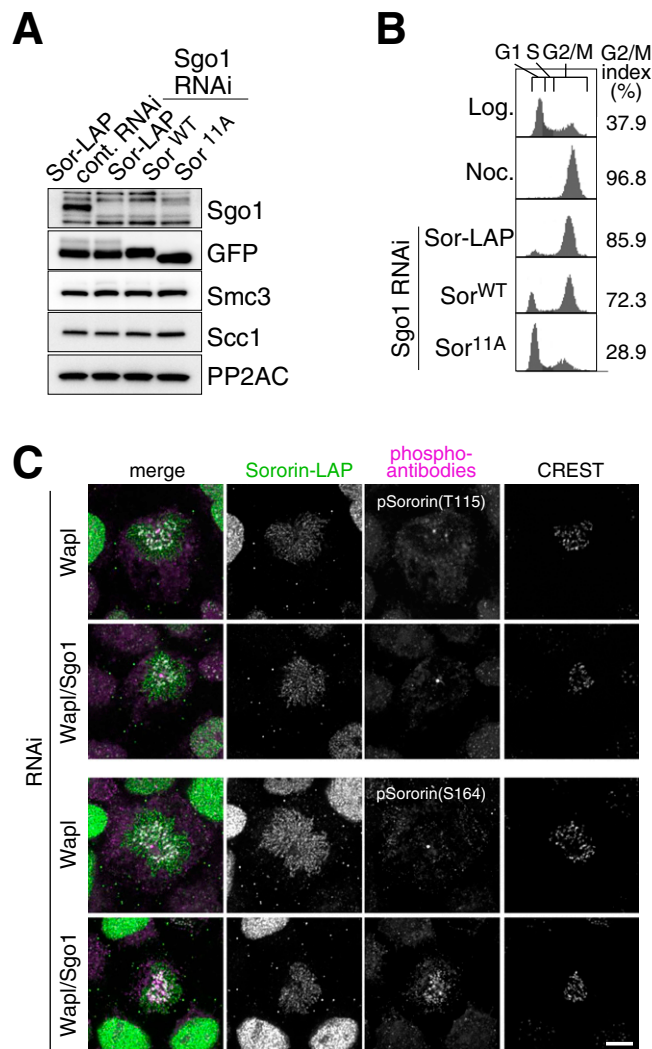 A
Sgo1
RNAi
Sor-LAP
cont. RNAi
Sor-LAP
Sor WT
Sor 11A
Sgo1
GFP
Smc3
Scc1
PP2AC
B
G1 S G2/M
G2/M
index
(%)
Log. 37.9
Noc. 96.8
Sgo1 RNAi
Sor-LAP 85.9
SorWT 72.3
Sor11A 28.9
C
merge
Sororin-LAP
phospho-
antibodies
CREST
RNAi
Wapl
pSororin(T115)
Wapl/Sgo1
Wapl
pSororin(S164)
Wapl/Sgo1